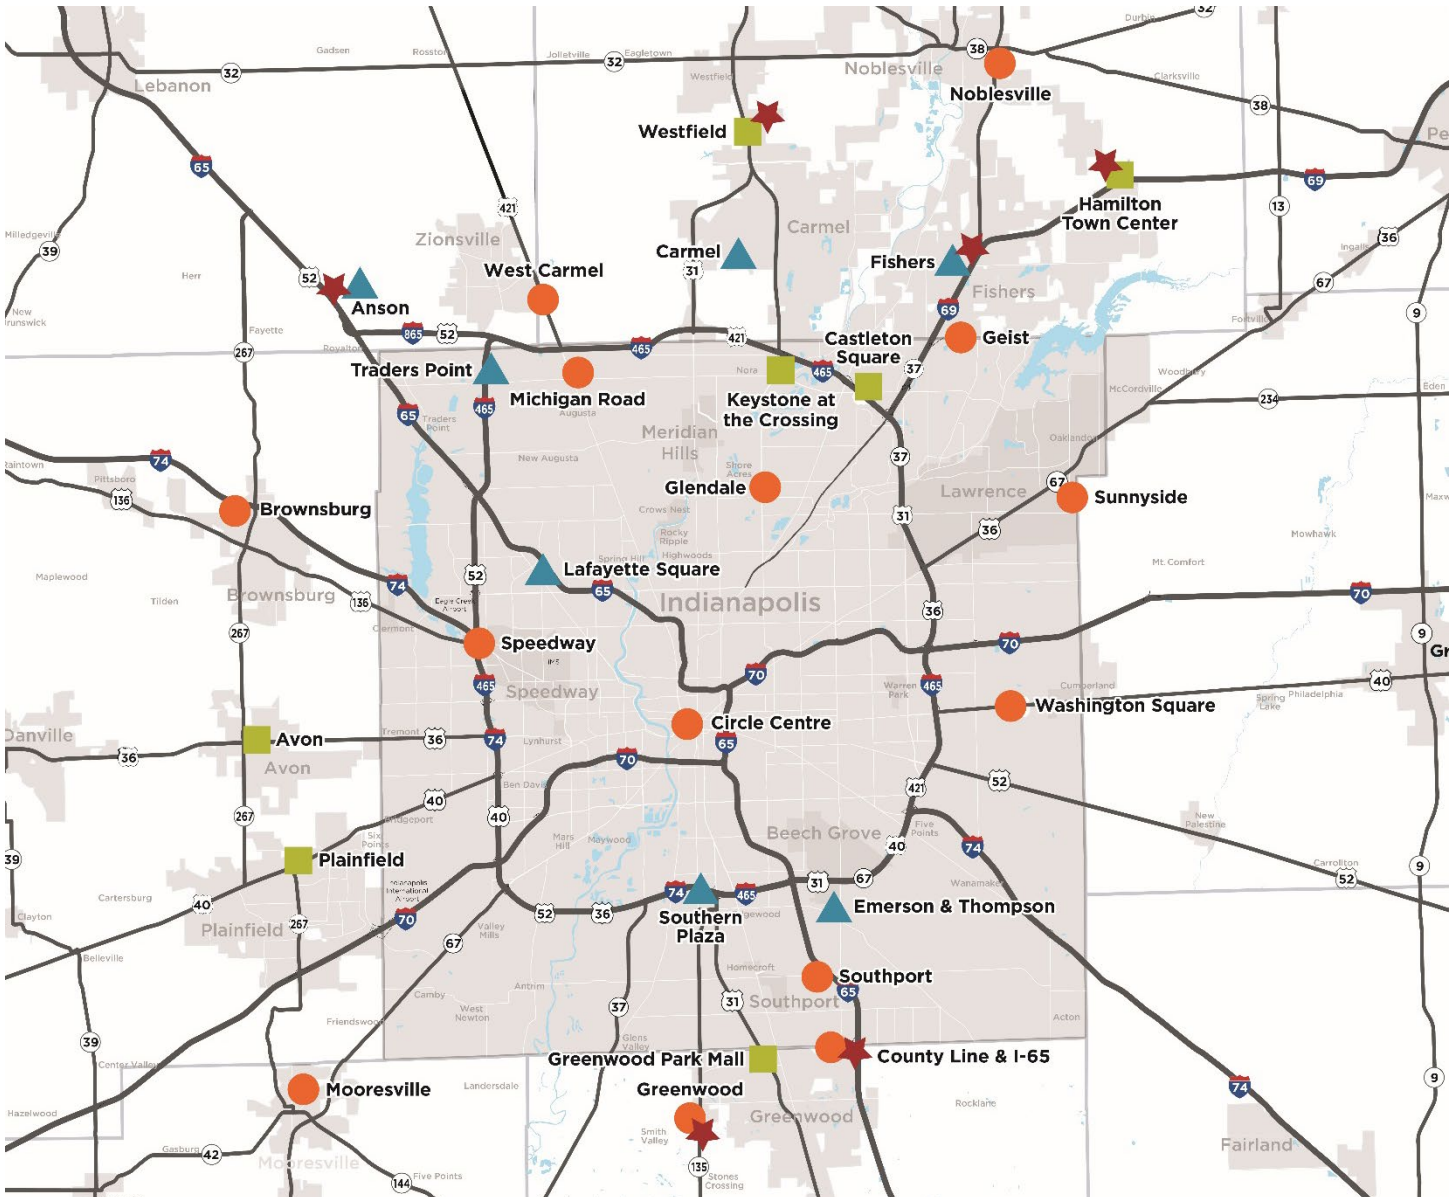 32
Durbin
Gadsen
Rosston
Jolletville
Eagletown
38
Noblesville
32
32
Lebanon
Westfield
Clarksville
Noblesville
38
Westfield
Pe
65
69
Hamilton
Town Center
421
13
Milledgeville
39
Zionsville
Carmel
36
Ingalls
Carmel
Fishers
West Carmel
31
52
Herr
67
Anson
Fishers
New
69
Fortville
9
Fayette
865
52
421
Castleton
Square
Geist
267
Royalton
465
Traders Point
Nora
465
37
Woodbury
Michigan Road
Keystone at
the Crossing
McCordsville
Eden
65
465
Augusta
234
Traders
Point
Meridian
Hills
Oaklandon
74
New Augusta
37
Pittsboro
Shore
Acres
Glendale
Lawrence
67
Sunnyside
136
Brownsburg
Crows Nest
31
36
Rocky
Ripple
Mohawk
Spring Hill
Highwoods
Lafayette Square
Mt. Comfort
Maplewood
52
74
65
70
Brownsburg
136
Tilden
Eagle Creek
Airport
Indianapolis
36
Clermont
267
9
Speedway
70
Gr
IMS
70
465
Speedway
Warren
Park
465
Cumberland
40
Spring
Lake
Philadelphia
Washington Square
Circle Centre
Danville
Avon
Tremont
36
74
Lynhurst
65
36
Avon
70
52
Ben Davis
421
40
267
40
Bridgeport
New
Palestine
Six
Points
Mars
Hill
Maywood
Beech Grove
Five
Points
40
74
39
Plainfield
Carrollton
9
52
Indianapolis
International
Airport
74
465
31
67
Wanamaker
Cartersburg
40
Clayton
70
52
36
Southern
Plaza
Emerson & Thompson
Plainfield
267
Valley
Mills
67
Belleville
Homecroft
Southport
65
Antrim
Camby
37
31
Southport
West
Newton
Friendswood
Acton
39
Glens
Valley
Greenwood Park Mall
County Line & I-65
Center Valley
9
Mooresville
Landersdale
Greenwood
74
Rocklane
Hazelwood
Greenwood
Smith
Valley
Fairland
Gasburg
42
Mooresville
135
144
Five Points
Stones
Crossing